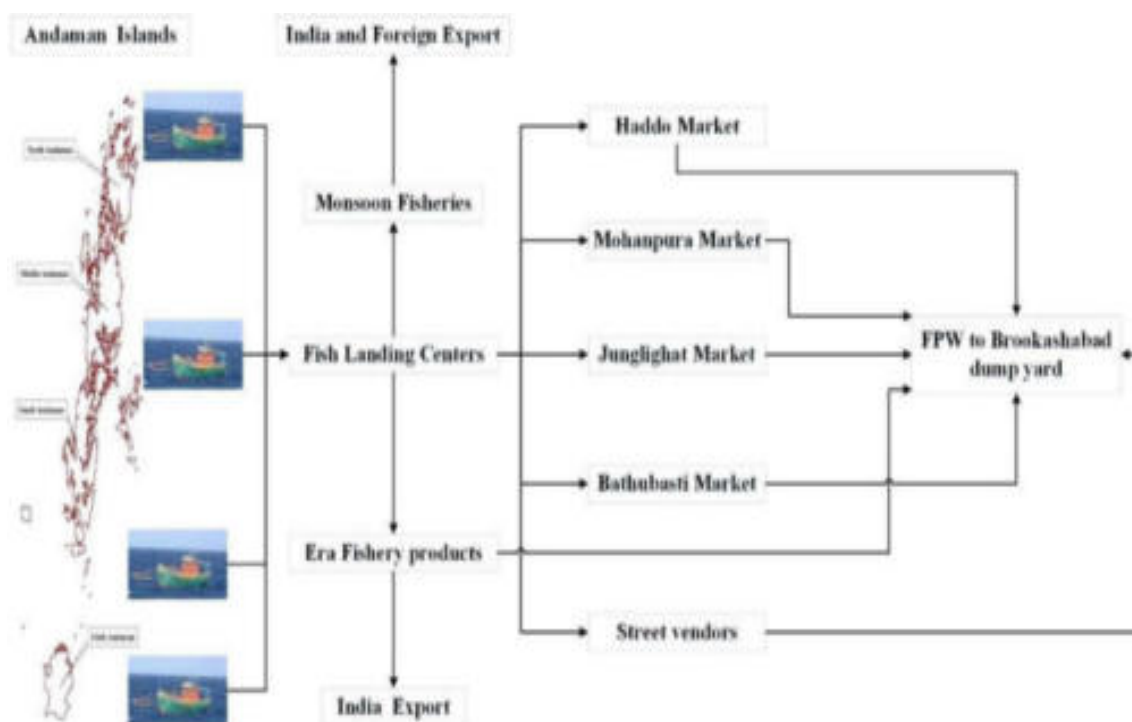 Andaman Islands
India and Foreign Export
Haddo Market
Monsoon Fisheries
Mohanpura Market
Fish Landing Centers
Junglighat Market
FPW to Brookashabad
dump yard
Bathubasti Market
Era Fishery products
Street vendors
India Export